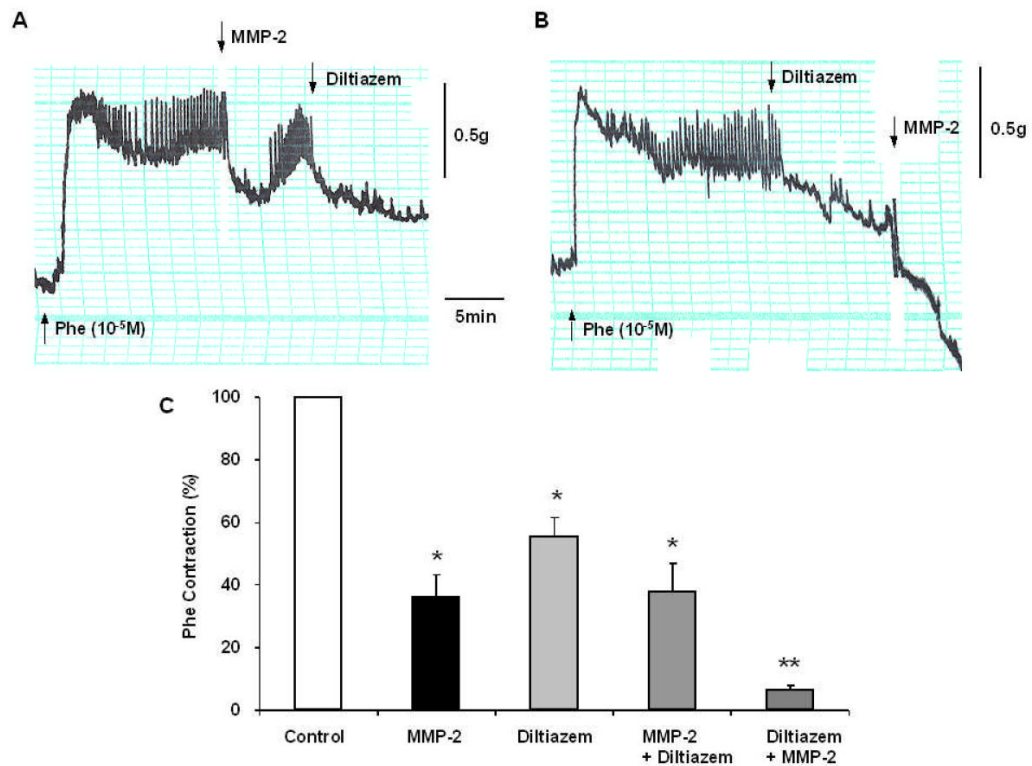 A
MMP-2
Diltiazem
0.5g
Phe (10⁻⁵M)
5min
B
Diltiazem
MMP-2
0.5g
Phe (10⁻⁵M)
C
Phe Contraction (%)
100
80
60
40
20
0
*
*
*
**
Control
MMP-2
Diltiazem
MMP-2
+ Diltiazem
Diltiazem
+ MMP-2